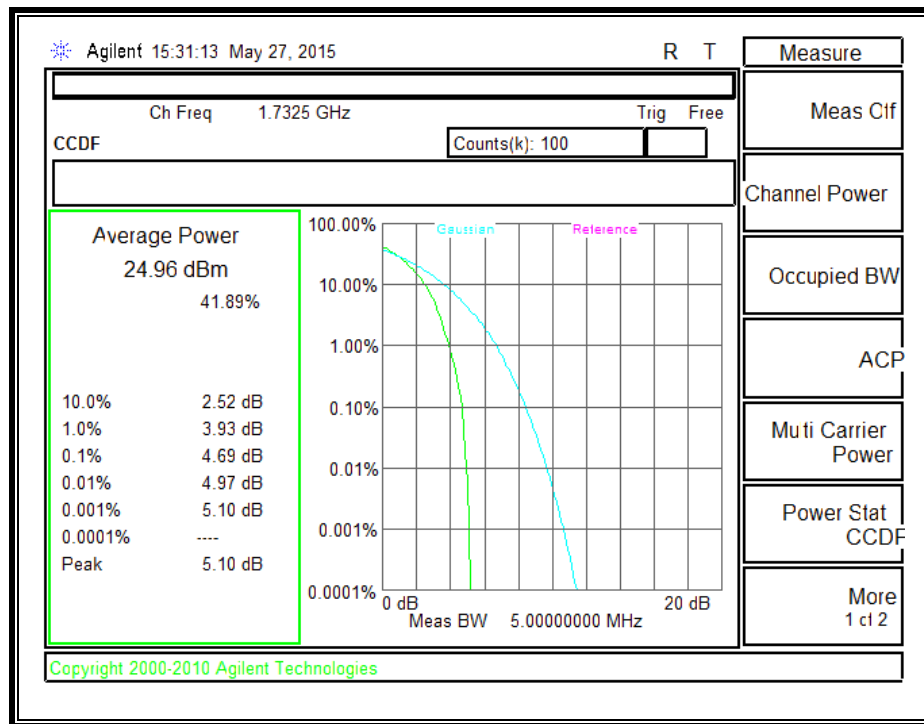 Agilent 15:31:13 May 27, 2015 R T
Measure
Ch Freq 1.7325 GHz Trig Free
CCDF Counts(k): 100
Average Power
24.96 dBm
41.89%
10.0% 2.52 dB
1.0% 3.93 dB
0.1% 4.69 dB
0.01% 4.97 dB
0.001% 5.10 dB
0.0001% ----
Peak 5.10 dB
Gaussian Reference
100.00%
10.00%
1.00%
0.10%
0.01%
0.001%
0.0001%
0 dB 20 dB
Meas BW 5.00000000 MHz
Meas Off
Channel Power
Occupied BW
ACP
Multi Carrier
Power
Power Stat
CCDF
More
1 of 2
Copyright 2000-2010 Agilent Technologies